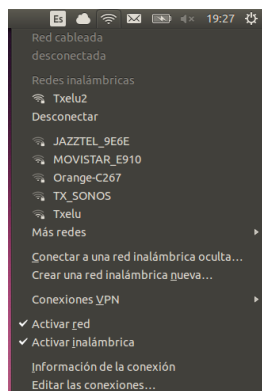 Es 19:27
Red cableada
desconectada
Redes inalámbricas
Txelu2
Desconectar
JAZZTEL_9E6E
MOVISTAR_E910
Orange-C267
TX_SONOS
Txelu
Más redes
Conectar a una red inalámbrica oculta…
Crear una red inalámbrica nueva…
Conexiones VPN
Activar red
Activar inalámbrica
Información de la conexión
Editar las conexiones…